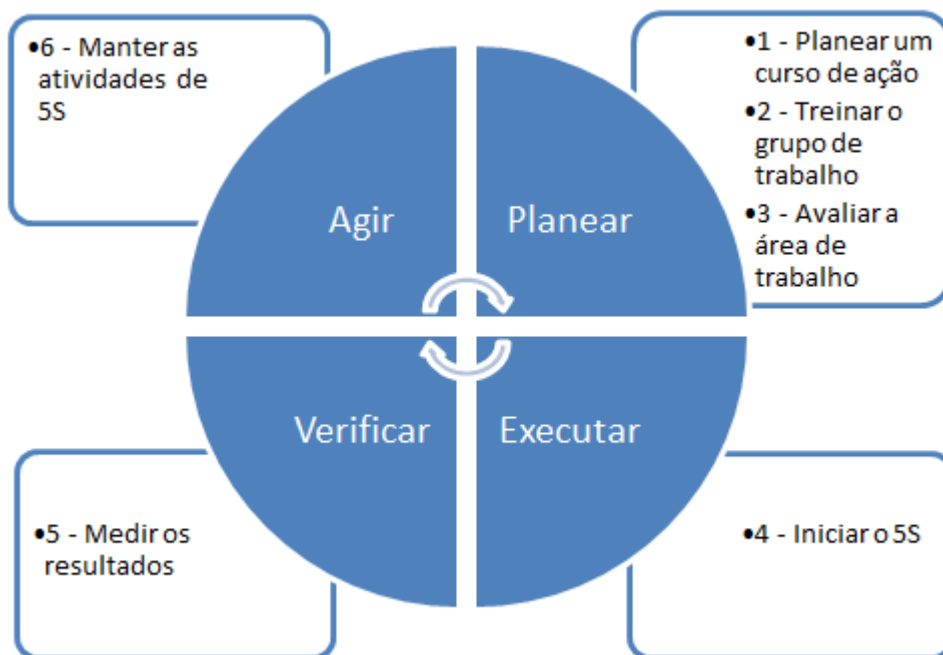 •6 - Manter as
atividades de
5S
•1 - Planear um
curso de ação
•2 - Treinar o
grupo de
trabalho
•3 - Avaliar a
área de
trabalho
Agir
Planear
Verificar
Executar
•5 - Medir os
resultados
•4 - Iniciar o 5S